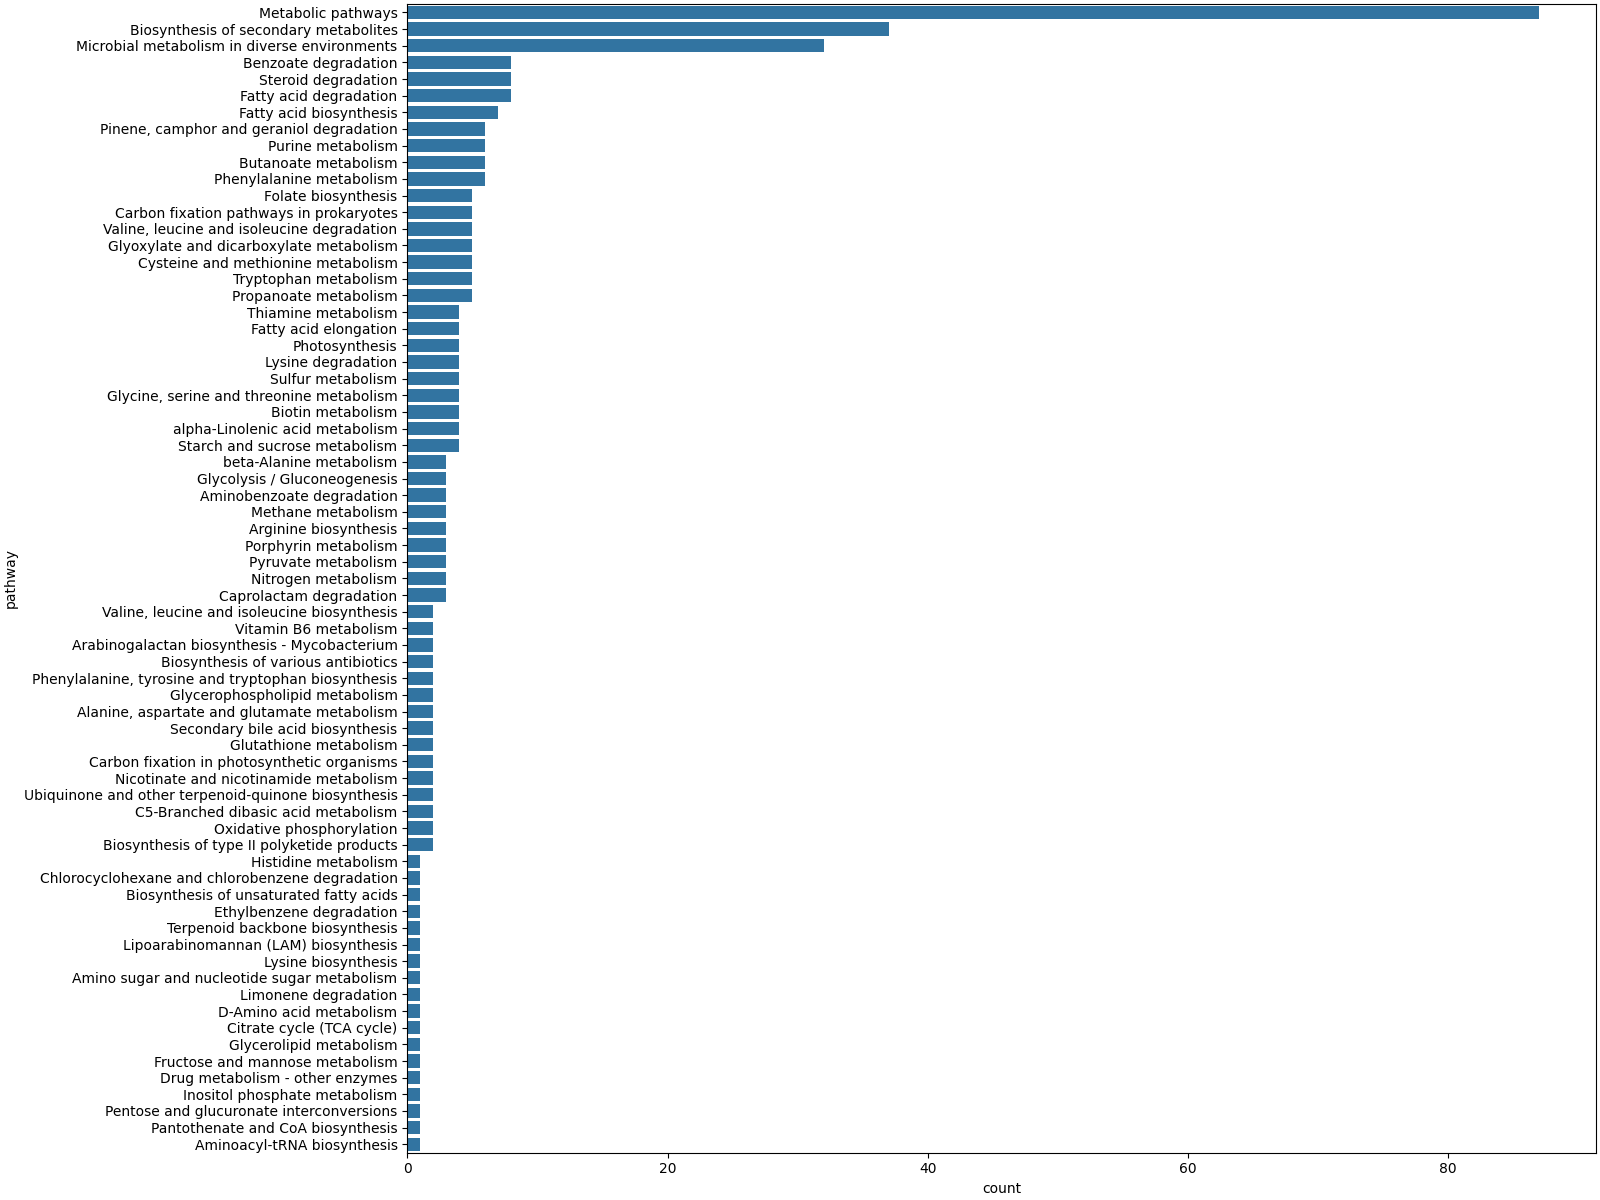 Metabolic pathways
Biosynthesis of secondary metabolites
Microbial metabolism in diverse environments
Benzoate degradation
Steroid degradation
Fatty acid degradation
Fatty acid biosynthesis
Pinene, camphor and geraniol degradation
Purine metabolism
Butanoate metabolism
Phenylalanine metabolism
Folate biosynthesis
Carbon fixation pathways in prokaryotes
Valine, leucine and isoleucine degradation
Glyoxylate and dicarboxylate metabolism
Cysteine and methionine metabolism
Tryptophan metabolism
Propanoate metabolism
Thiamine metabolism
Fatty acid elongation
Photosynthesis
Lysine degradation
Sulfur metabolism
Glycine, serine and threonine metabolism
Biotin metabolism
alpha-Linolenic acid metabolism
Starch and sucrose metabolism
beta-Alanine metabolism
Glycolysis / Gluconeogenesis
Aminobenzoate degradation
Methane metabolism
Arginine biosynthesis
Porphyrin metabolism
Pyruvate metabolism
Nitrogen metabolism
Caprolactam degradation
Valine, leucine and isoleucine biosynthesis
Vitamin B6 metabolism
Arabinogalactan biosynthesis - Mycobacterium
Biosynthesis of various antibiotics
Phenylalanine, tyrosine and tryptophan biosynthesis
Glycerophospholipid metabolism
Alanine, aspartate and glutamate metabolism
Secondary bile acid biosynthesis
Glutathione metabolism
Carbon fixation in photosynthetic organisms
Nicotinate and nicotinamide metabolism
Ubiquinone and other terpenoid-quinone biosynthesis
C5-Branched dibasic acid metabolism
Oxidative phosphorylation
Biosynthesis of type II polyketide products
Histidine metabolism
Chlorocyclohexane and chlorobenzene degradation
Biosynthesis of unsaturated fatty acids
Ethylbenzene degradation
Terpenoid backbone biosynthesis
Lipoarabinomannan (LAM) biosynthesis
Lysine biosynthesis
Amino sugar and nucleotide sugar metabolism
Limonene degradation
D-Amino acid metabolism
Citrate cycle (TCA cycle)
Glycerolipid metabolism
Fructose and mannose metabolism
Drug metabolism - other enzymes
Inositol phosphate metabolism
Pentose and glucuronate interconversions
Pantothenate and CoA biosynthesis
Aminoacyl-tRNA biosynthesis
pathway
0 20 40 60 80
count